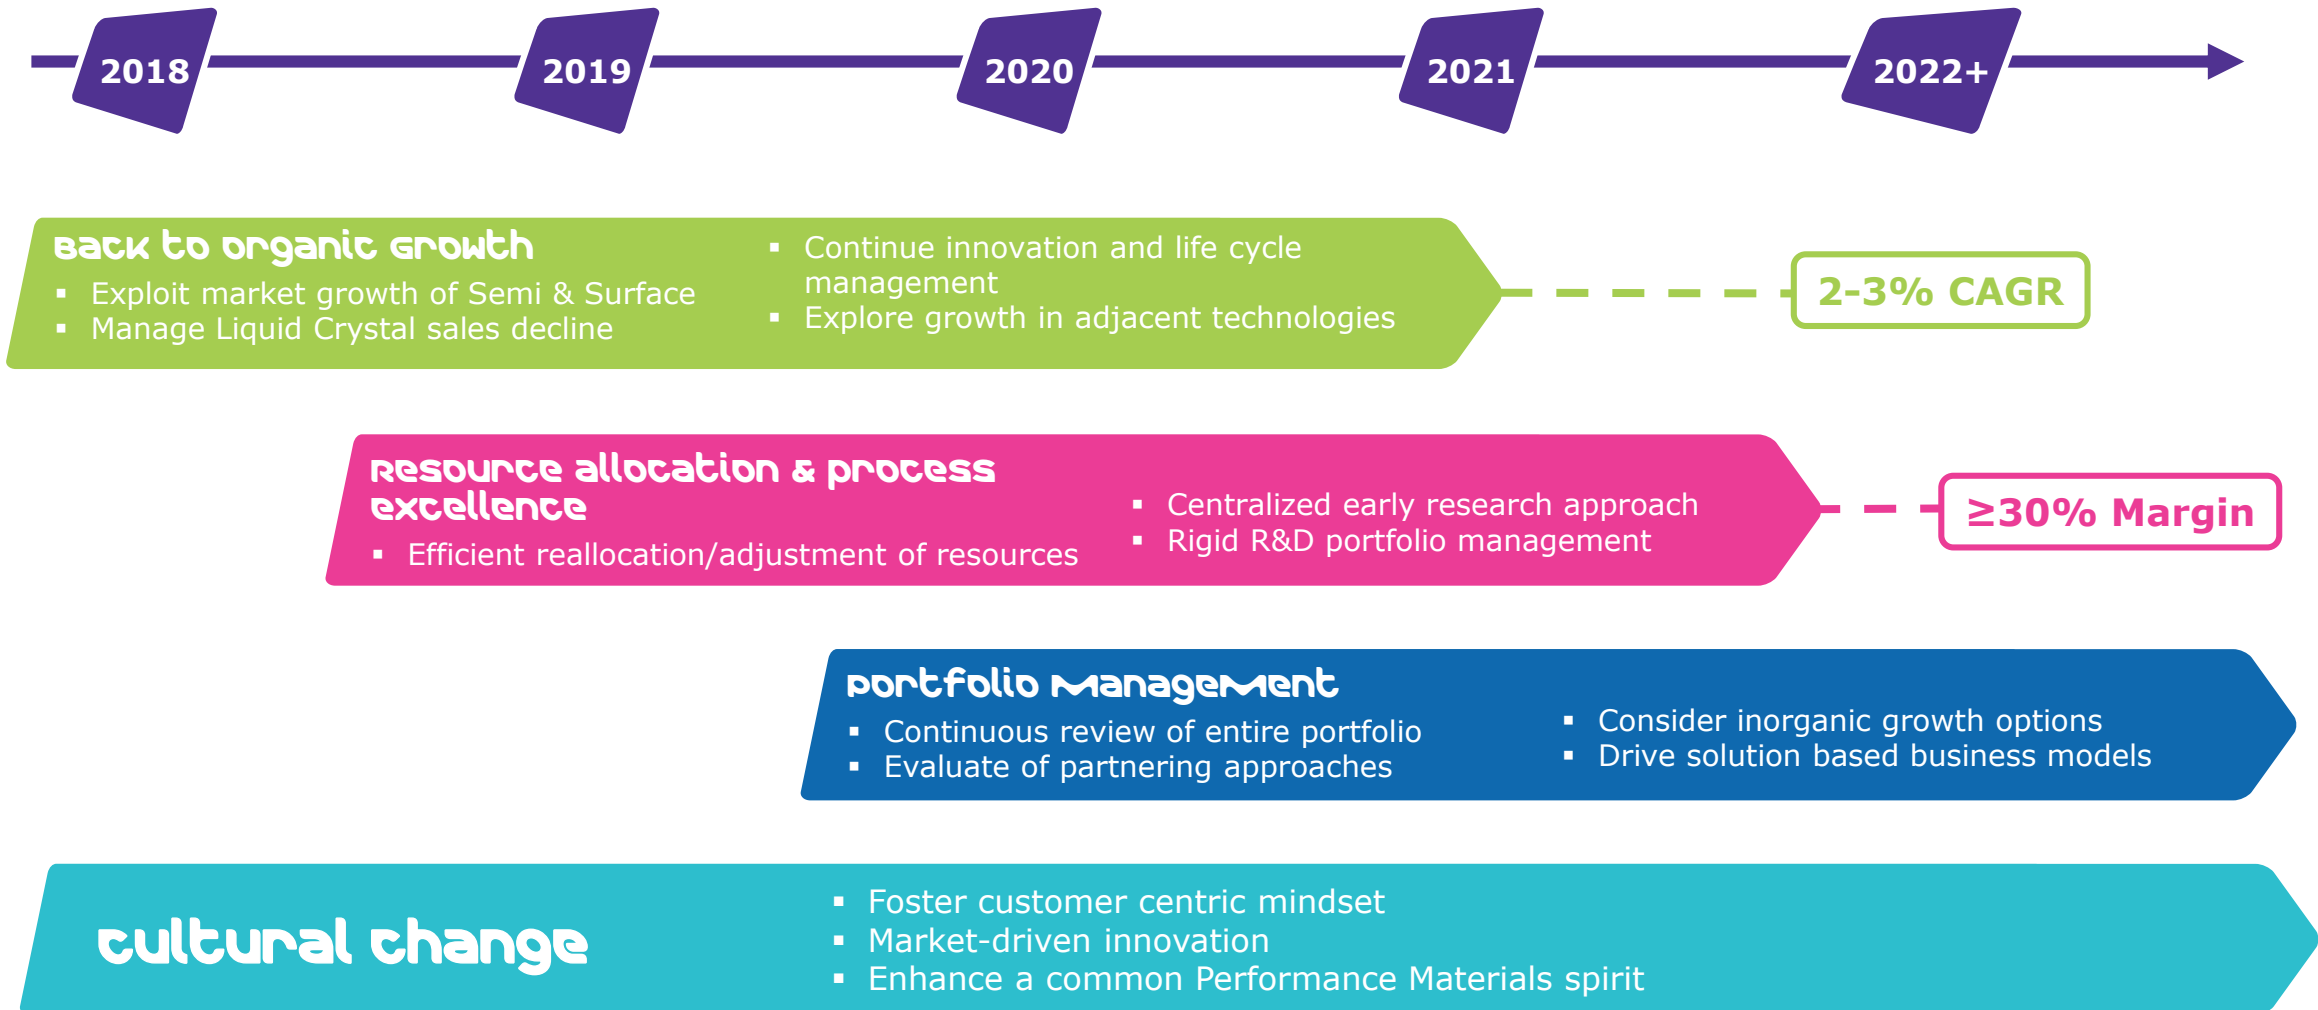 2018
2019
2020
2021
2022+
Back to organic Growth
▪ Exploit market growth of Semi & Surface
▪ Manage Liquid Crystal sales decline
▪ Continue innovation and life cycle
management
▪ Explore growth in adjacent technologies
2-3% CAGR
Resource allocation & process
excellence
▪ Efficient reallocation/adjustment of resources
▪ Centralized early research approach
▪ Rigid R&D portfolio management
≥30% Margin
Portfolio Management
▪ Continuous review of entire portfolio
▪ Evaluate of partnering approaches
▪ Consider inorganic growth options
▪ Drive solution based business models
cultural change
▪ Foster customer centric mindset
▪ Market-driven innovation
▪ Enhance a common Performance Materials spirit